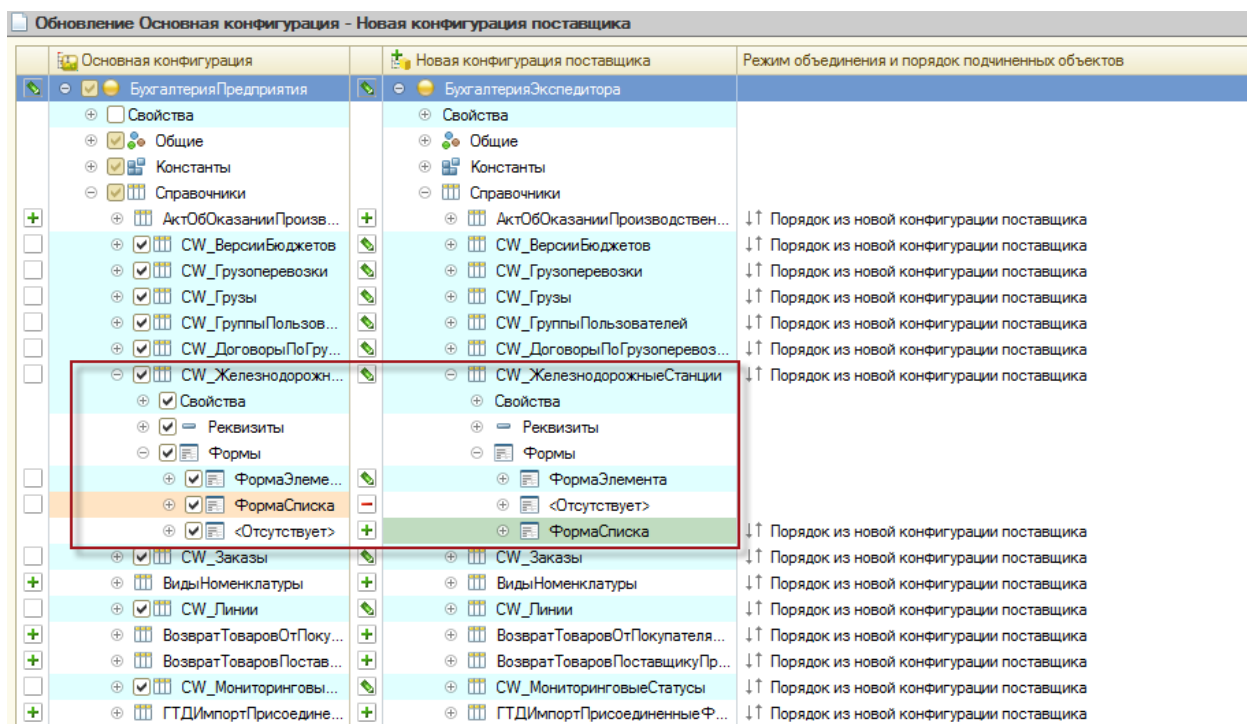 Обновление Основная конфигурация - Новая конфигурация поставщика
Основная конфигурация Новая конфигурация поставщика Режим объединения и порядок подчиненных объектов
БухгалтерияПредприятия БухгалтерияЭкспедитора
Свойства Свойства
Общие Общие
Константы Константы
Справочники Справочники
АктОбОказанииПроизв... АктОбОказанииПроизводствен... Порядок из новой конфигурации поставщика
CW_ВерсииБюджетов CW_ВерсииБюджетов Порядок из новой конфигурации поставщика
CW_Грузоперевозки CW_Грузоперевозки Порядок из новой конфигурации поставщика
CW_Грузы CW_Грузы Порядок из новой конфигурации поставщика
CW_ГруппыПользов... CW_ГруппыПользователей Порядок из новой конфигурации поставщика
CW_ДоговорыПоГру... CW_ДоговорыПоГрузоперевоз... Порядок из новой конфигурации поставщика
CW_Железнодорожн... CW_ЖелезнодорожныеСтанции Порядок из новой конфигурации поставщика
Свойства Свойства
Реквизиты Реквизиты
Формы Формы
ФормаЭлеме... ФормаЭлемента
ФормаСписка <Отсутствует>
<Отсутствует> ФормаСписка Порядок из новой конфигурации поставщика
CW_Заказы CW_Заказы Порядок из новой конфигурации поставщика
ВидыНоменклатуры ВидыНоменклатуры Порядок из новой конфигурации поставщика
CW_Линии CW_Линии Порядок из новой конфигурации поставщика
ВозвратТоваровОтПоку... ВозвратТоваровОтПокупателя... Порядок из новой конфигурации поставщика
ВозвратТоваровПостав... ВозвратТоваровПоставщикуПр... Порядок из новой конфигурации поставщика
CW_Мониторинговы... CW_МониторинговыеСтатусы Порядок из новой конфигурации поставщика
ГТДИмпортПрисоедине... ГТДИмпортПрисоединенныеФ... Порядок из новой конфигурации поставщика